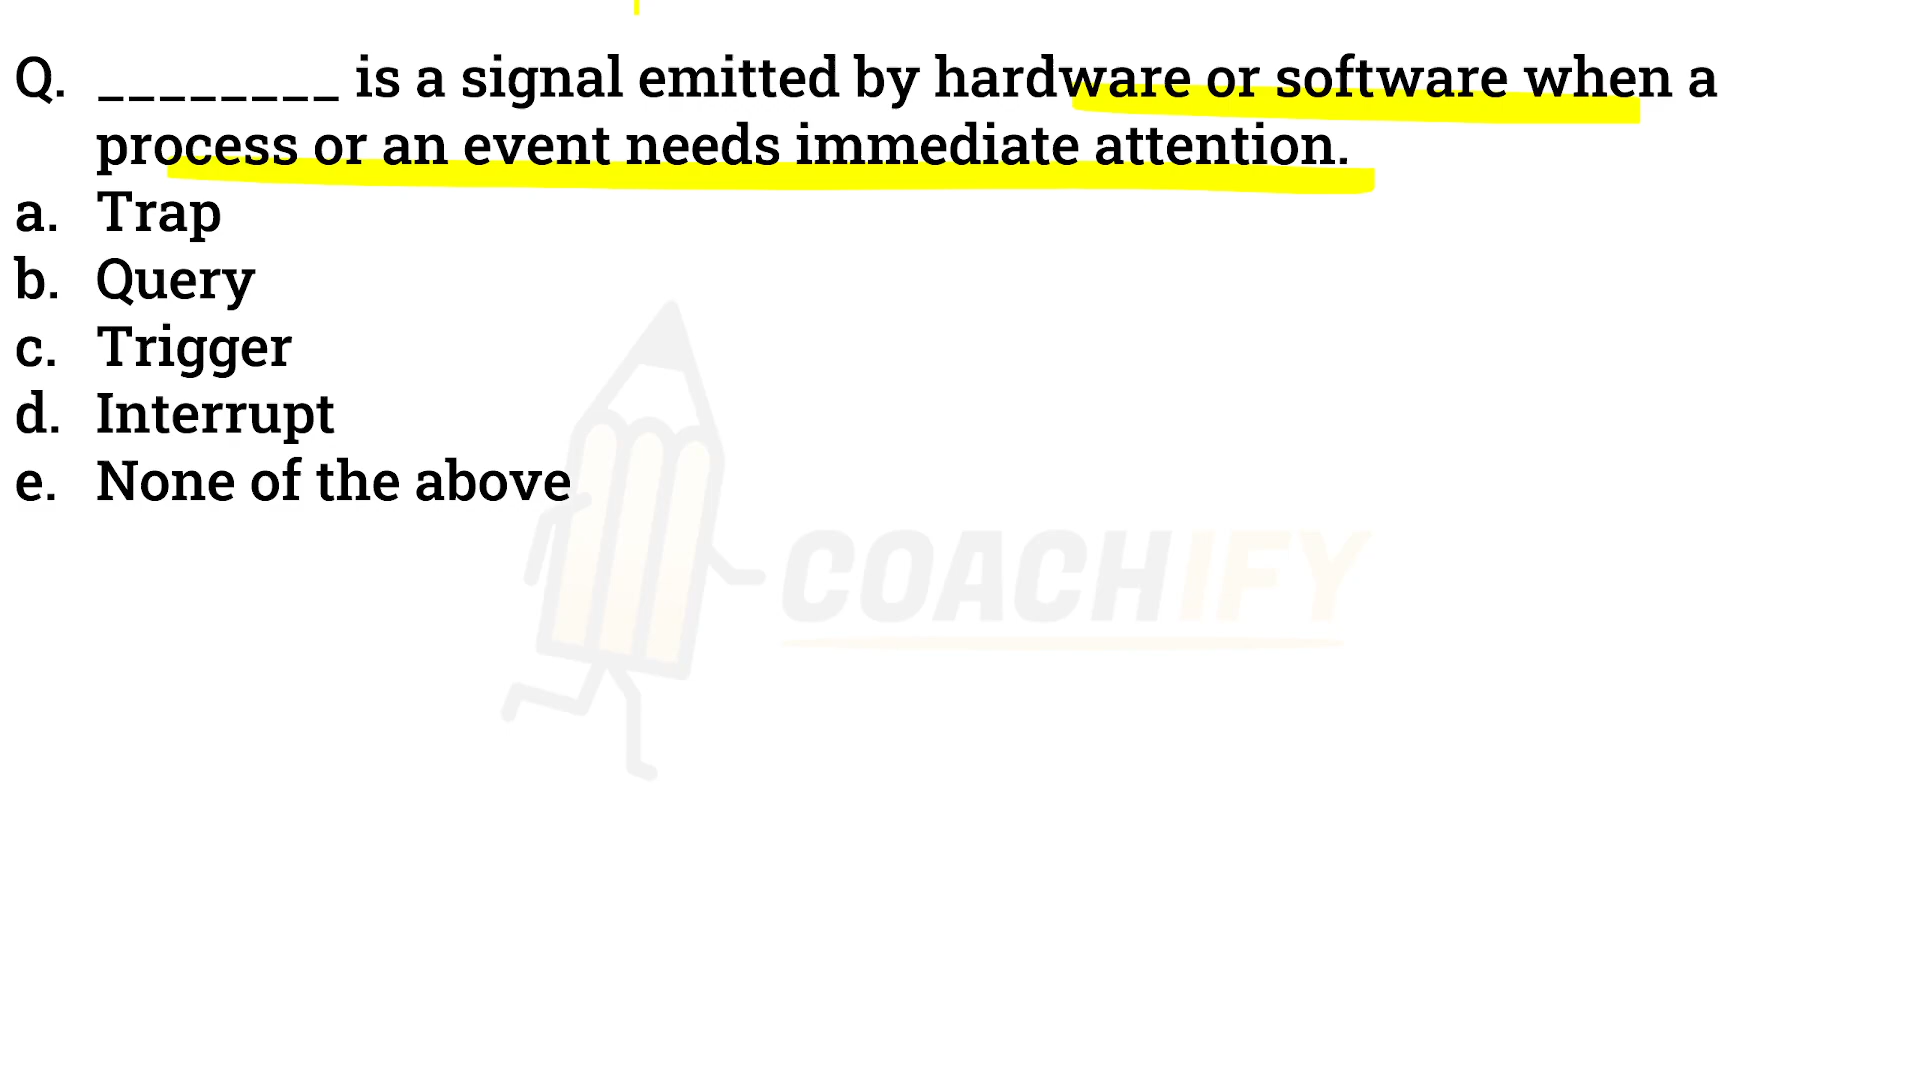 Q. ________ is a signal emitted by hardware or software when a
process or an event needs immediate attention.
a. Trap
b. Query
c. Trigger
d. Interrupt
e. None of the above
COACHIFY